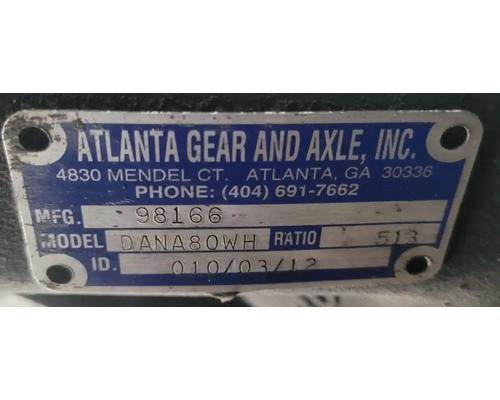 ATLANTA GEAR AND AXLE, INC.
4830 MENDEL CT. ATLANTA, GA 30336
PHONE: (404) 691-7662
MFG. 98166
MODEL DANA80WH RATIO 513
ID. 010/03/12